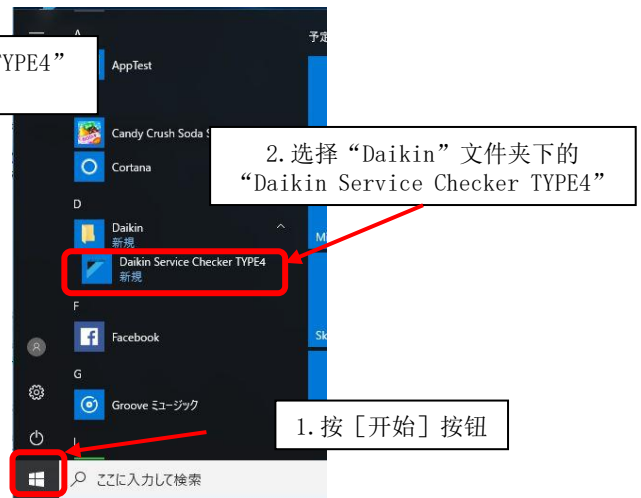 A
予定
YPE4”
AppTest
Candy Crush Soda S
Cortana
2.选择“Daikin”文件夹下的
“Daikin Service Checker TYPE4”
D
Daikin
新規
Mi
Daikin Service Checker TYPE4
新規
F
Facebook
Sk
G
Groove ミュージック
1.按［开始］按钮
L
ここに入力して検索